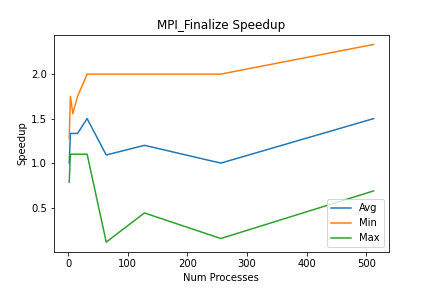 MPI_Finalize Speedup
Speedup
2.0
1.5
1.0
0.5
0 100 200 300 400 500
Num Processes
Avg
Min
Max